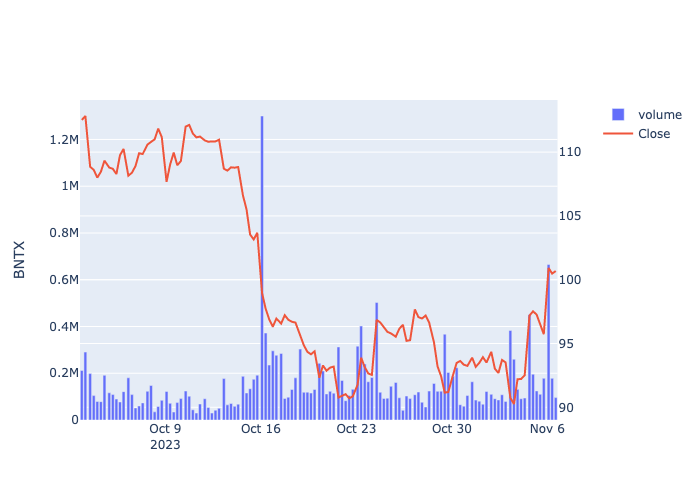 volume
Close
BNTX
1.2M
1M
0.8M
0.6M
0.4M
0.2M
0
110
105
100
95
90
Oct 9
2023
Oct 16
Oct 23
Oct 30
Nov 6